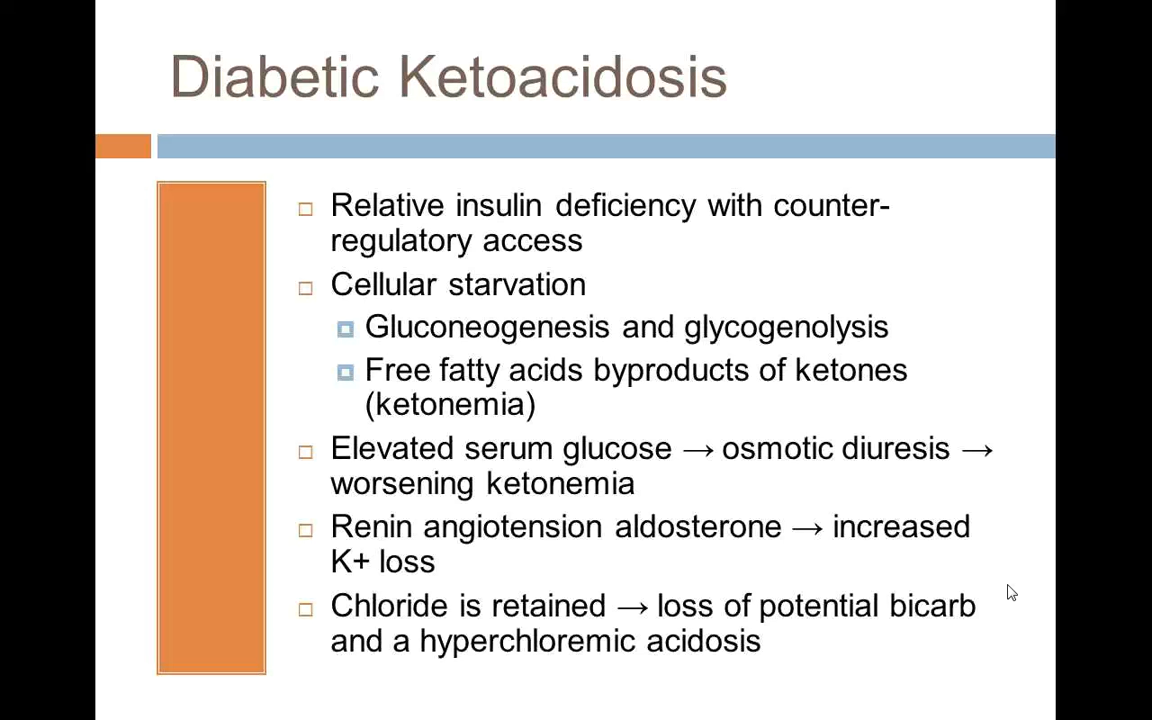 Diabetic Ketoacidosis
Relative insulin deficiency with counter-
regulatory access
Cellular starvation
Gluconeogenesis and glycogenolysis
Free fatty acids byproducts of ketones
(ketonemia)
Elevated serum glucose → osmotic diuresis →
worsening ketonemia
Renin angiotension aldosterone → increased
K+ loss
Chloride is retained → loss of potential bicarb
and a hyperchloremic acidosis